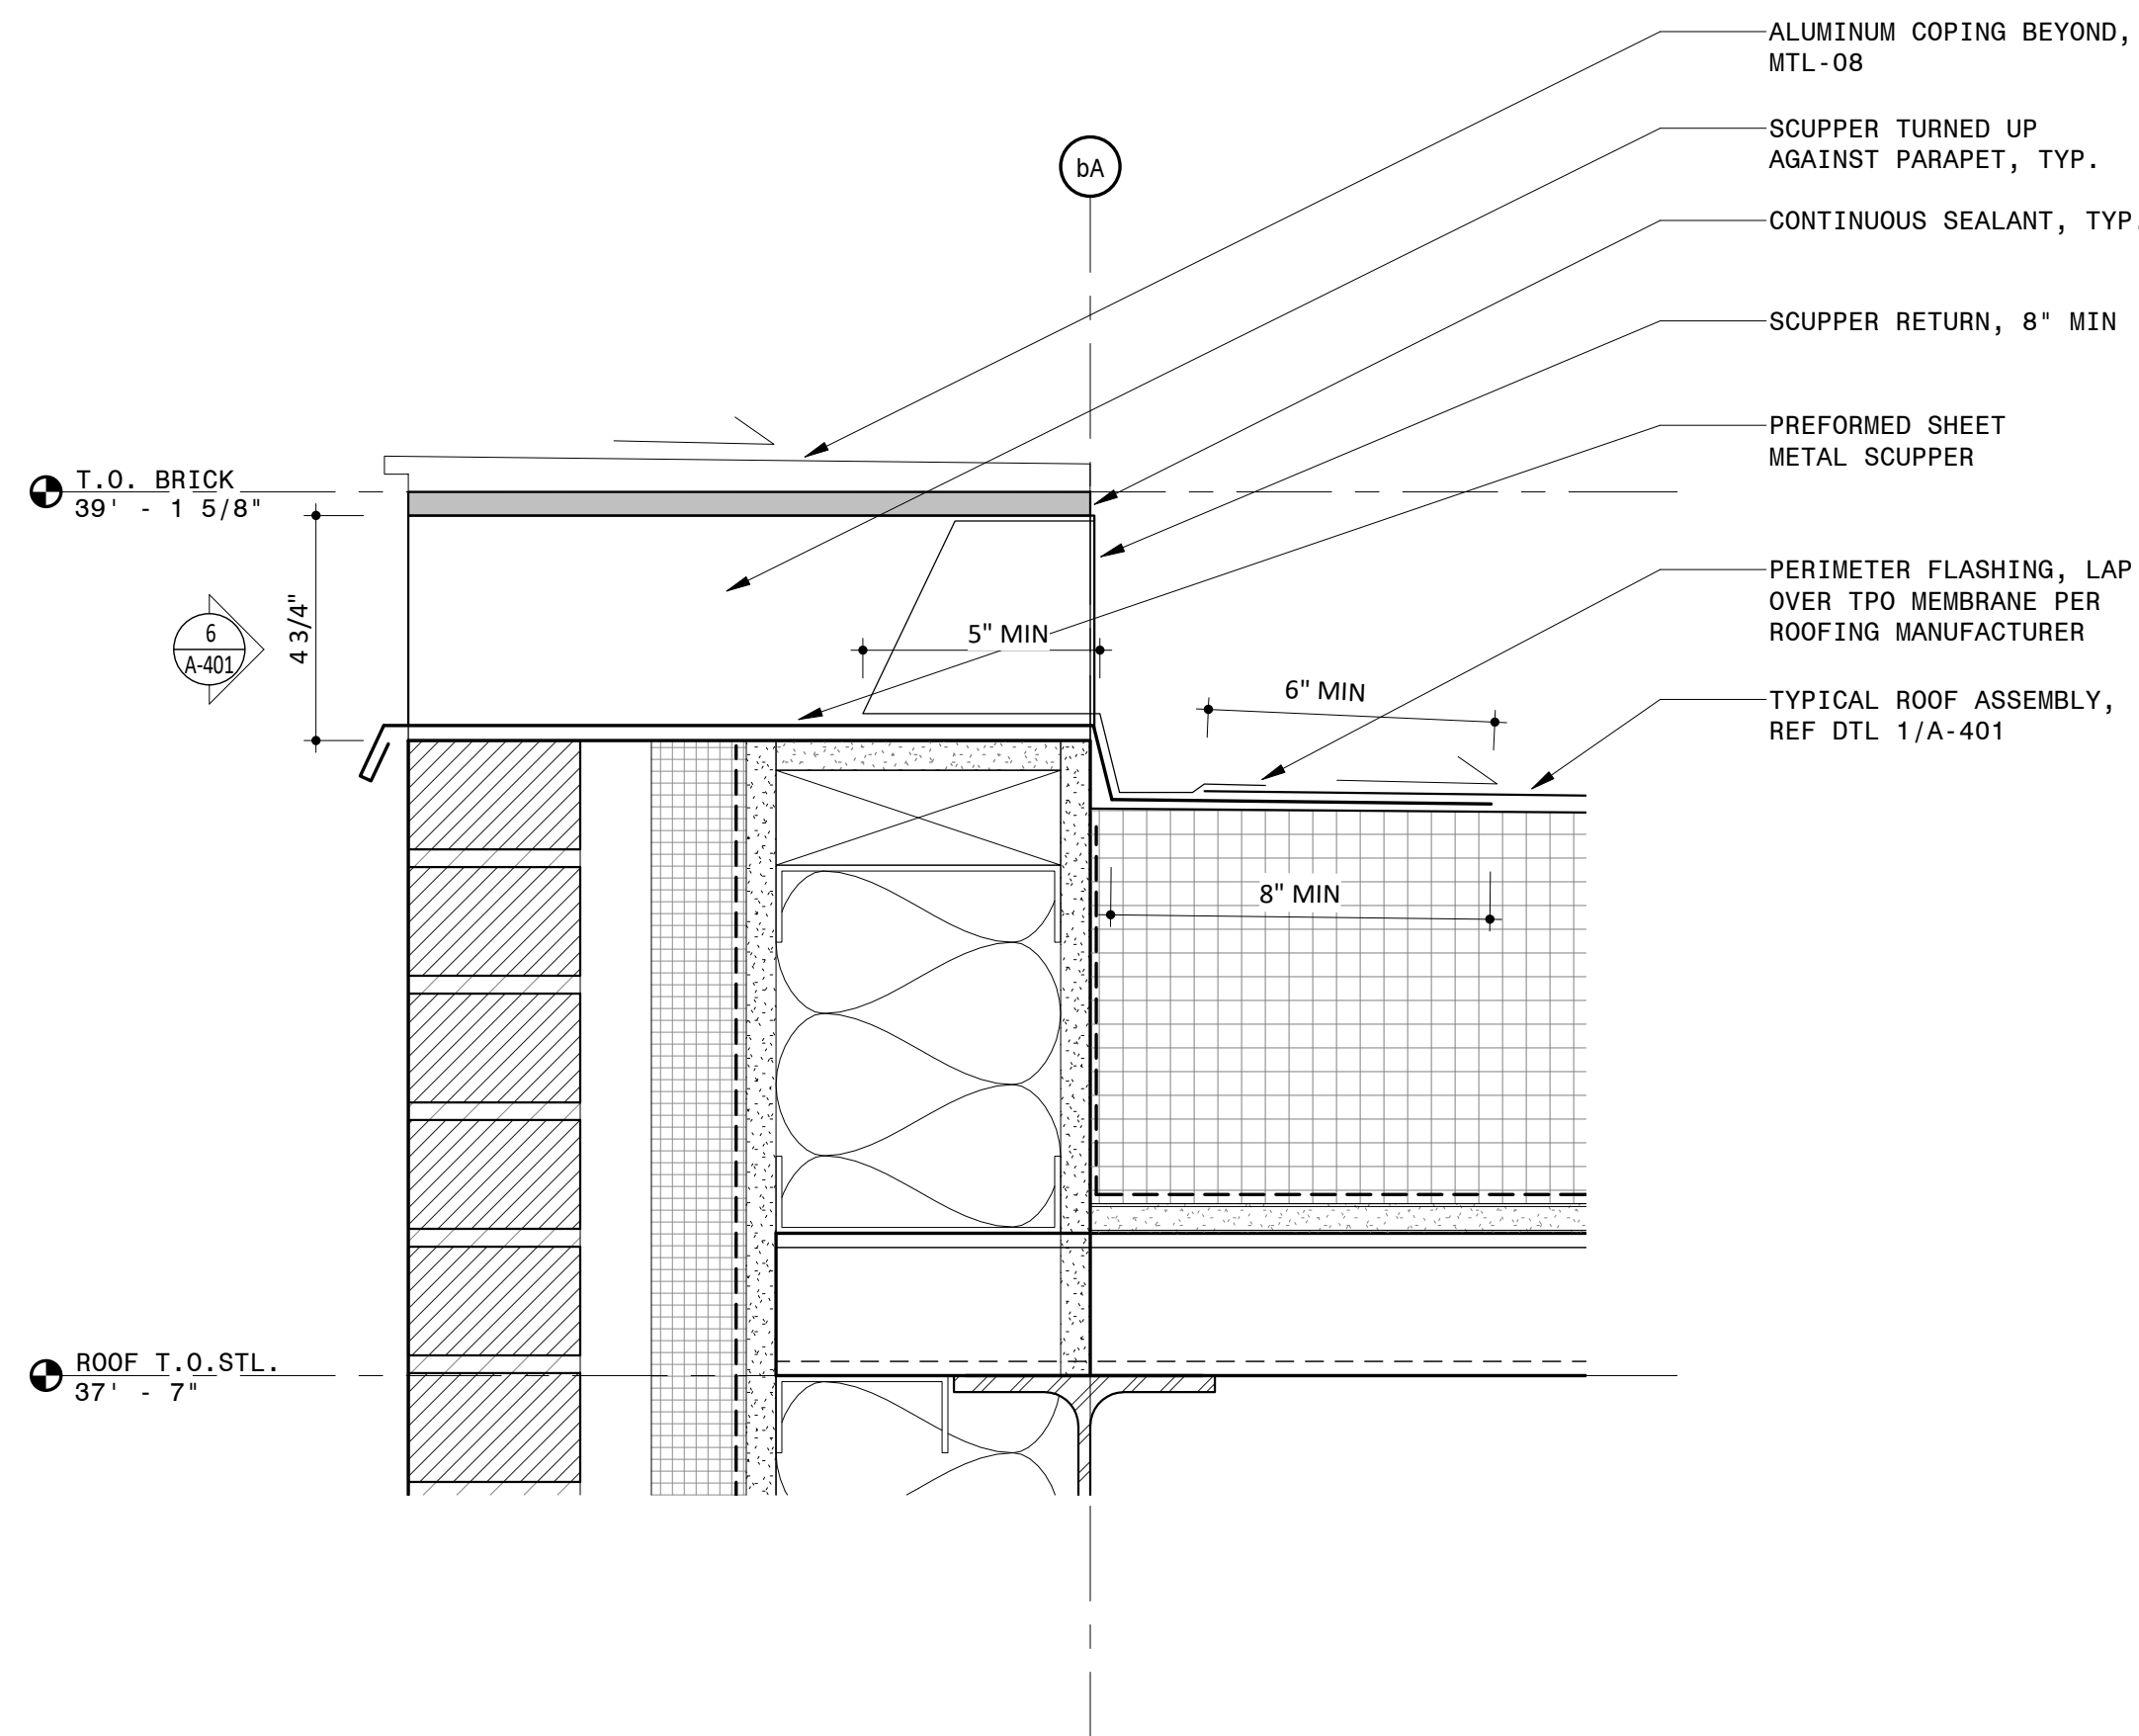 ALUMINUM COPING BEYOND,
MTL-08
SCUPPER TURNED UP
AGAINST PARAPET, TYP.
bA
CONTINUOUS SEALANT, TYP.
SCUPPER RETURN, 8" MIN
PREFORMED SHEET
METAL SCUPPER
T.O. BRICK
39' - 1 5/8"
PERIMETER FLASHING, LAP
OVER TPO MEMBRANE PER
ROOFING MANUFACTURER
6
A-401
4 3/4"
5" MIN
6" MIN
TYPICAL ROOF ASSEMBLY,
REF DTL 1/A-401
8" MIN
ROOF T.O.STL.
37' - 7"